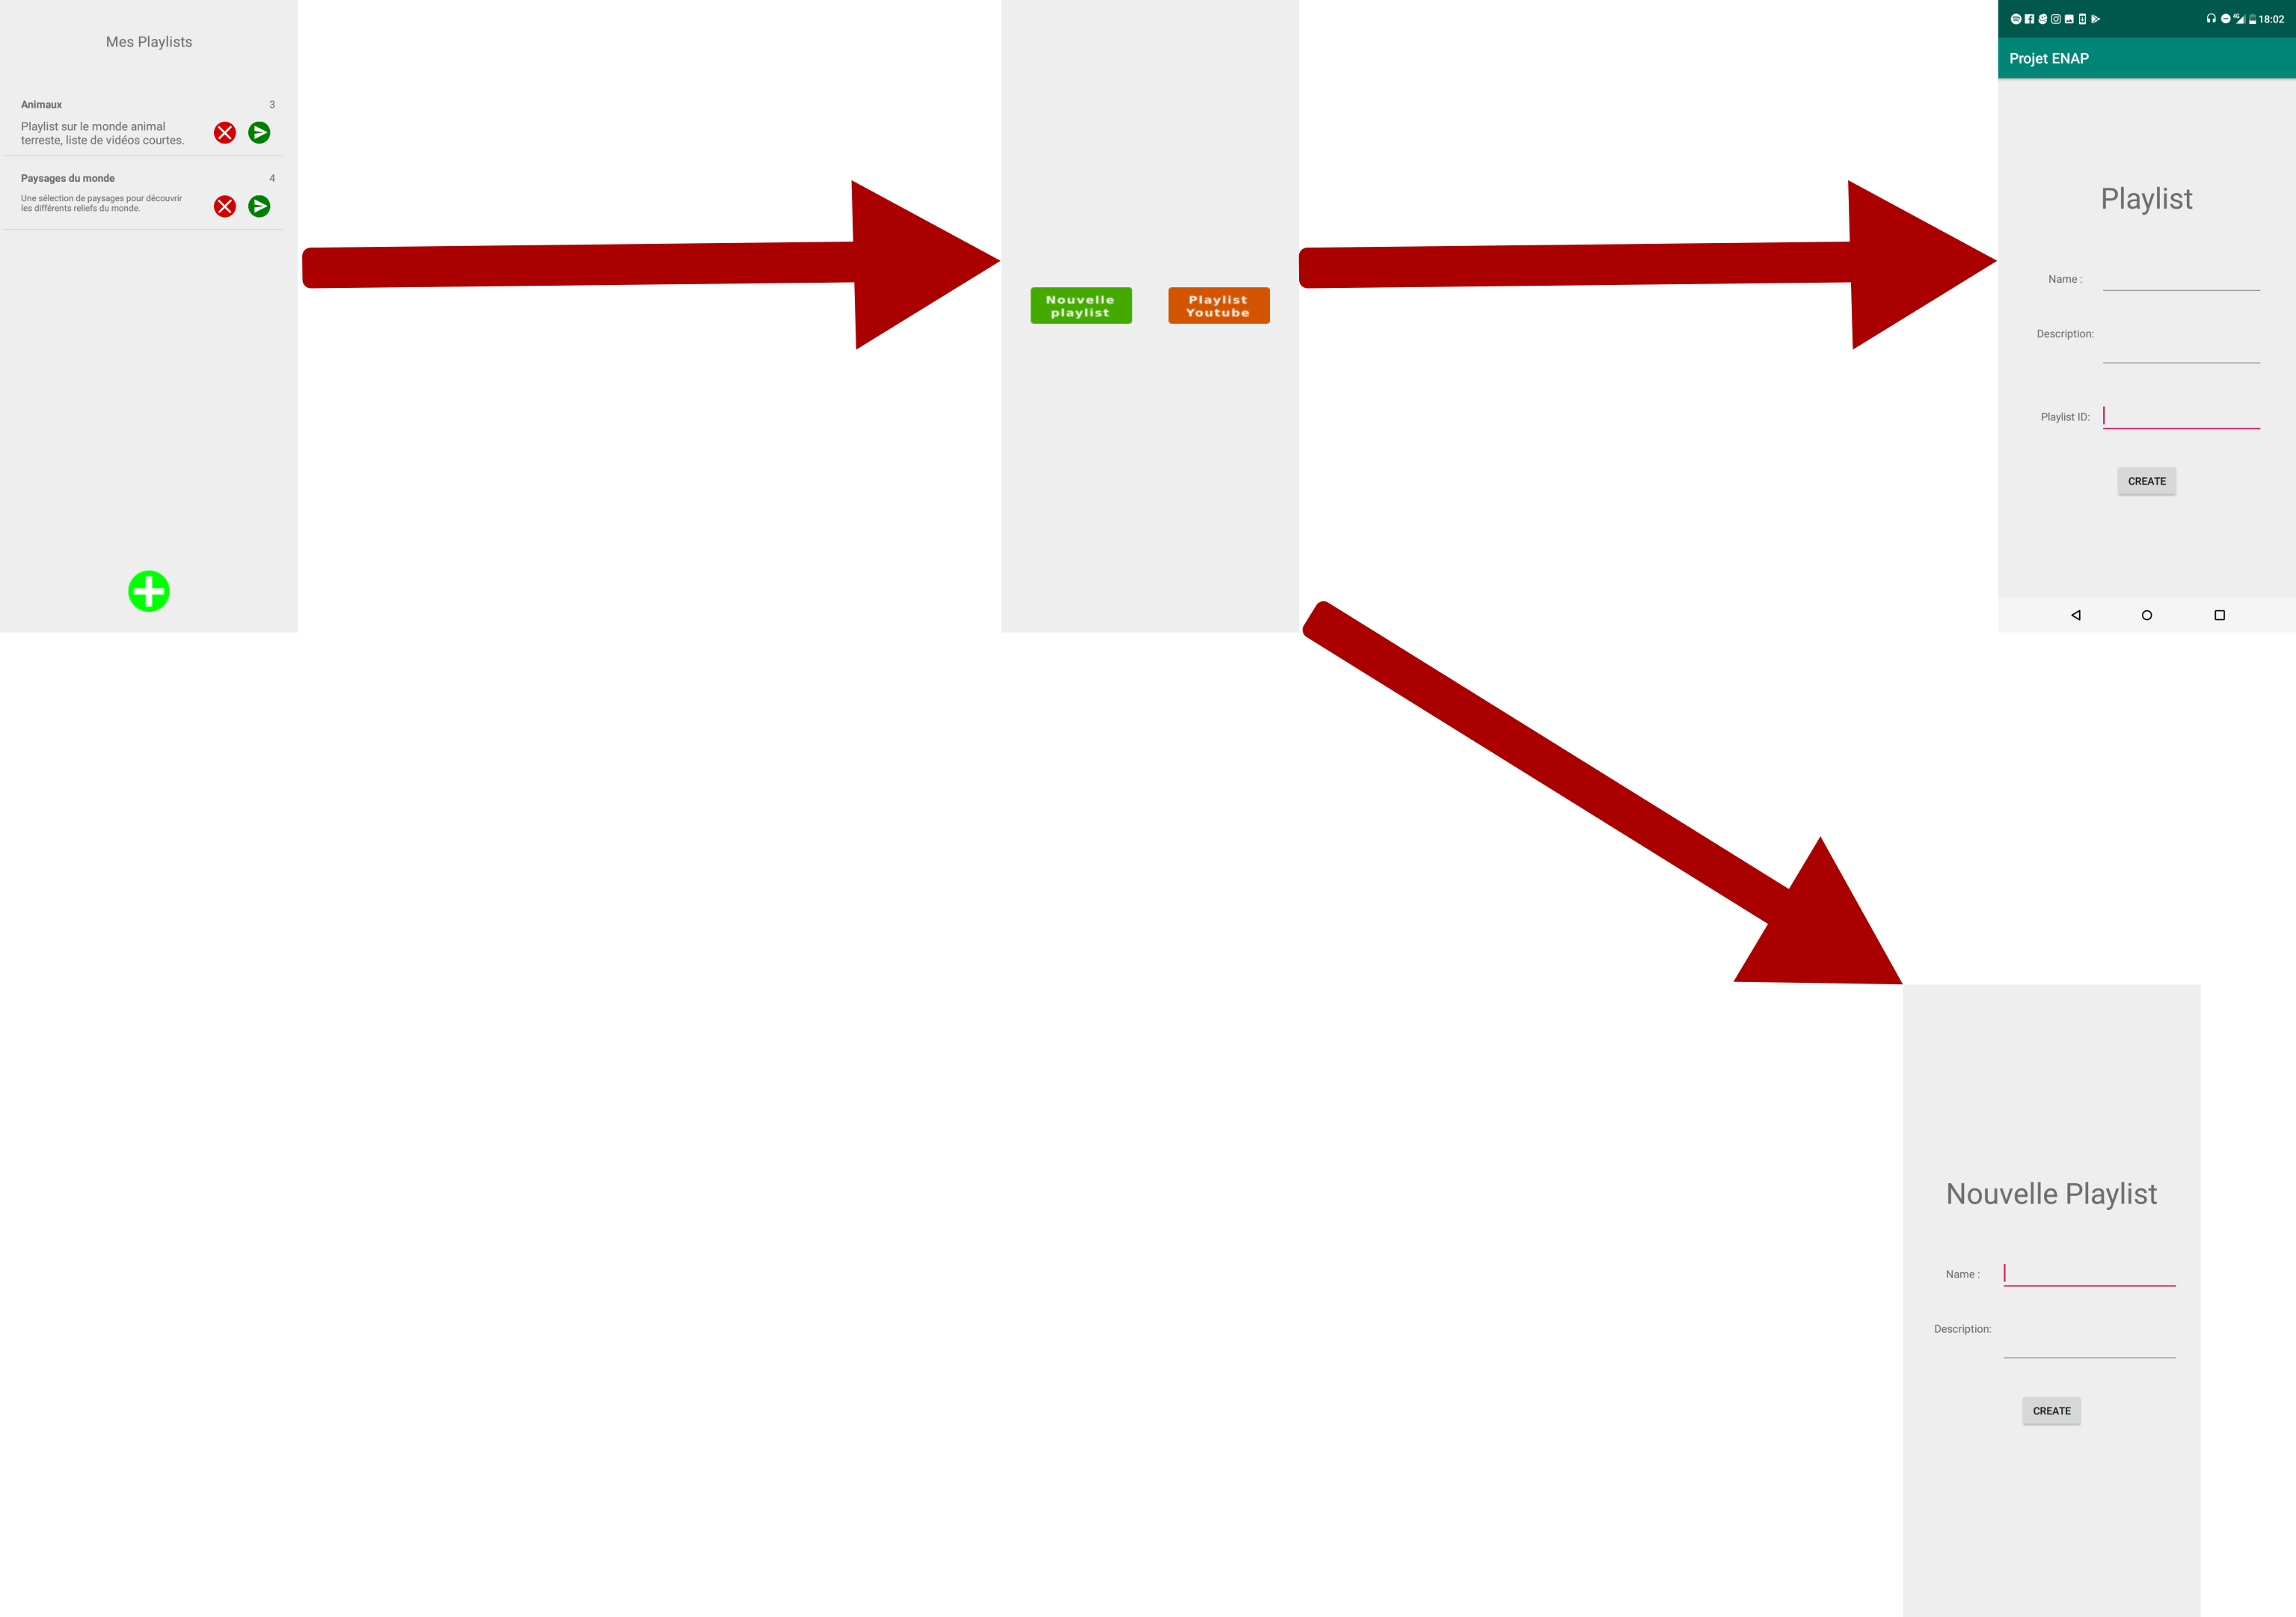 Mes Playlists
Animaux 3
Playlist sur le monde animal
terreste, liste de vidéos courtes.
Paysages du monde 4
Une sélection de paysages pour découvrir
les différents reliefs du monde.
Nouvelle
playlist
Playlist
Youtube
4G 18:02
Projet ENAP
Playlist
Name :
Description:
Playlist ID:
CREATE
Nouvelle Playlist
Name :
Description:
CREATE